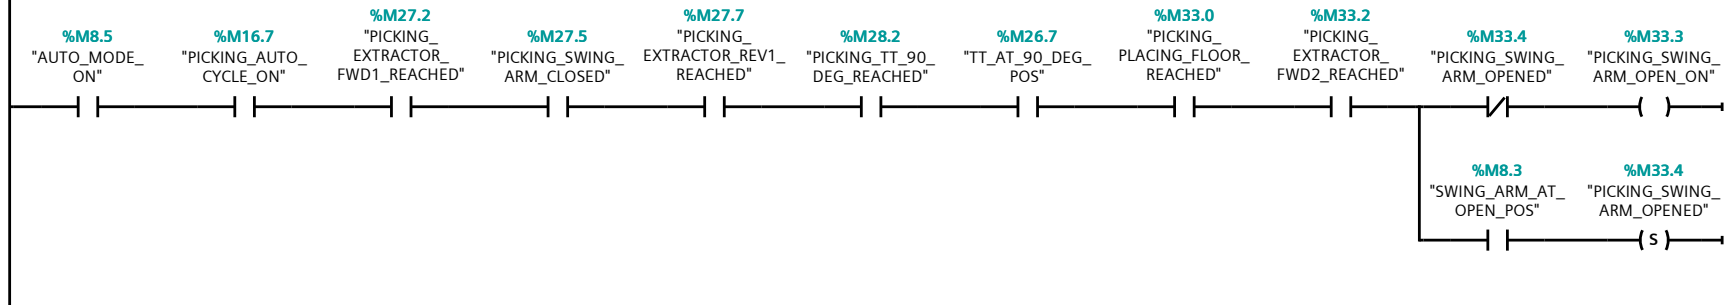 %M8.5
"AUTO_MODE_
ON"
%M16.7
"PICKING_AUTO_
CYCLE_ON"
%M27.2
"PICKING_
EXTRACTOR_
FWD1_REACHED"
%M27.5
"PICKING_SWING_
ARM_CLOSED"
%M27.7
"PICKING_
EXTRACTOR_REV1_
REACHED"
%M28.2
"PICKING_TT_90_
DEG_REACHED"
%M26.7
"TT_AT_90_DEG_
POS"
%M33.0
"PICKING_
PLACING_FLOOR_
REACHED"
%M33.2
"PICKING_
EXTRACTOR_
FWD2_REACHED"
%M33.4
"PICKING_SWING_
ARM_OPENED"
%M33.3
"PICKING_SWING_
ARM_OPEN_ON"
%M8.3
"SWING_ARM_AT_
OPEN_POS"
%M33.4
"PICKING_SWING_
ARM_OPENED"
S